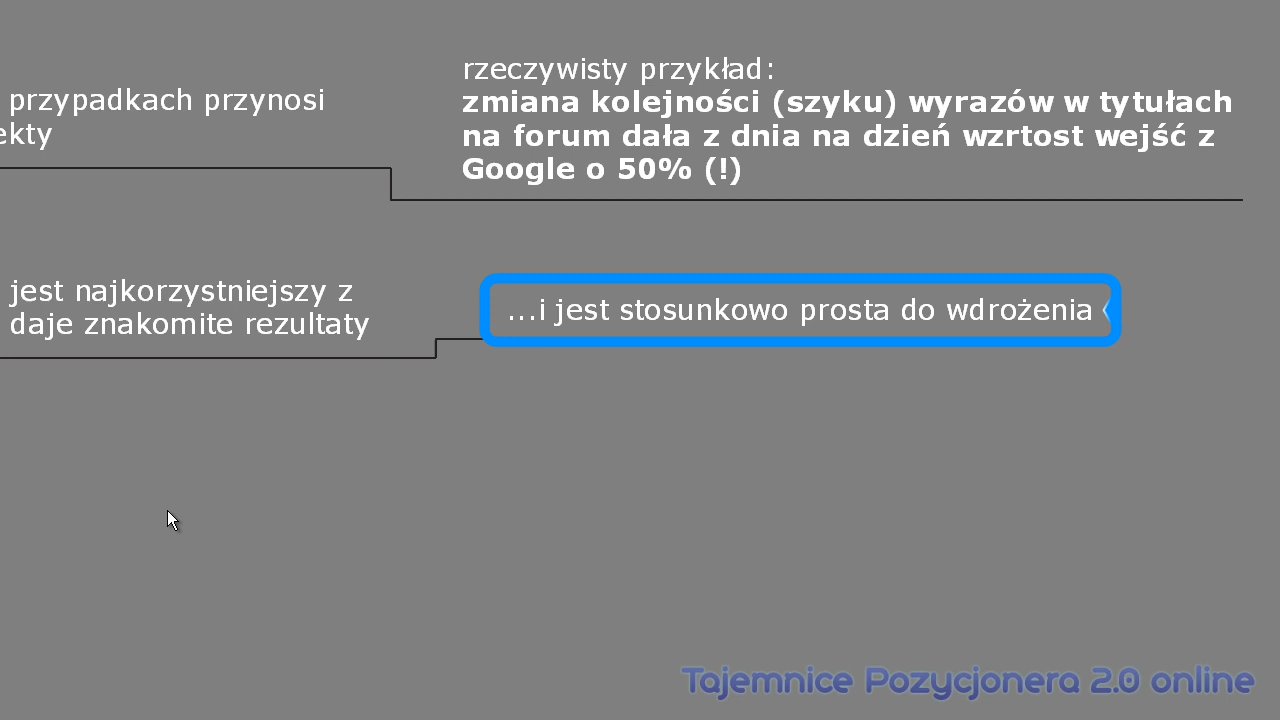 przypadkach przynosi
rzeczywisty przykład:
zmiana kolejności (szyku) wyrazów w tytułach
na forum dała z dnia na dzień wzrtost wejść z
Google o 50% (!)
jest najkorzystniejszy z
daje znakomite rezultaty
...i jest stosunkowo prosta do wdrożenia
Tajemnice Pozycjonera 2.0 online